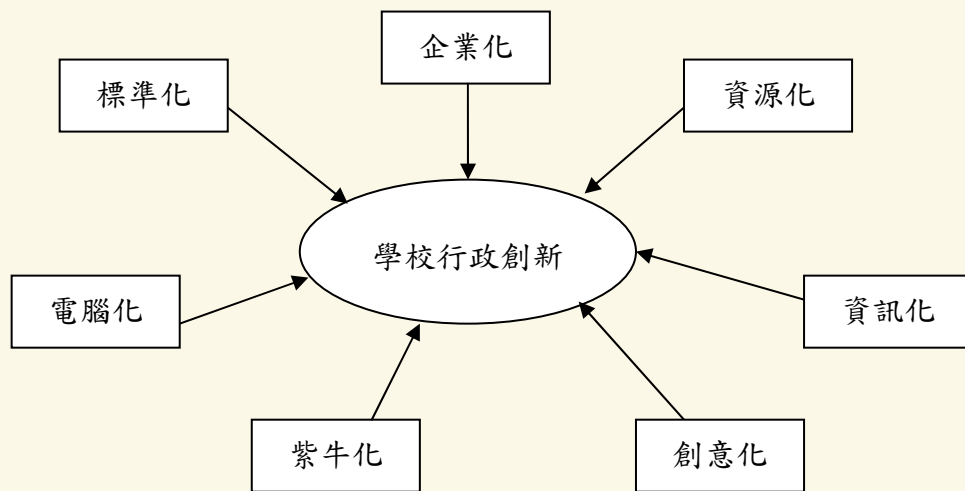 企業化
標準化
資源化
學校行政創新
電腦化
資訊化
紫牛化
創意化